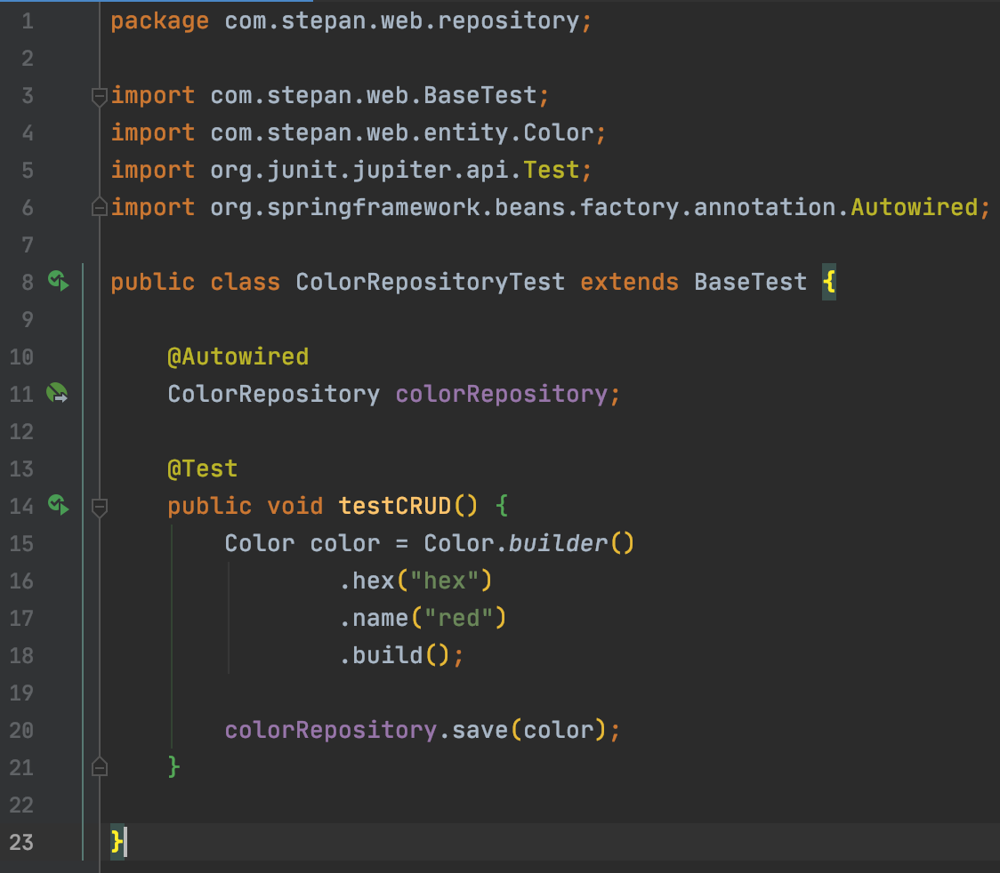 1 package com.stepan.web.repository;
2
3 import com.stepan.web.BaseTest;
4 import com.stepan.web.entity.Color;
5 import org.junit.jupiter.api.Test;
6 import org.springframework.beans.factory.annotation.Autowired;
7
8 public class ColorRepositoryTest extends BaseTest {
9
10 @Autowired
11 ColorRepository colorRepository;
12
13 @Test
14 public void testCRUD() {
15 Color color = Color.builder()
16 .hex("hex")
17 .name("red")
18 .build();
19
20 colorRepository.save(color);
21 }
22
23 }